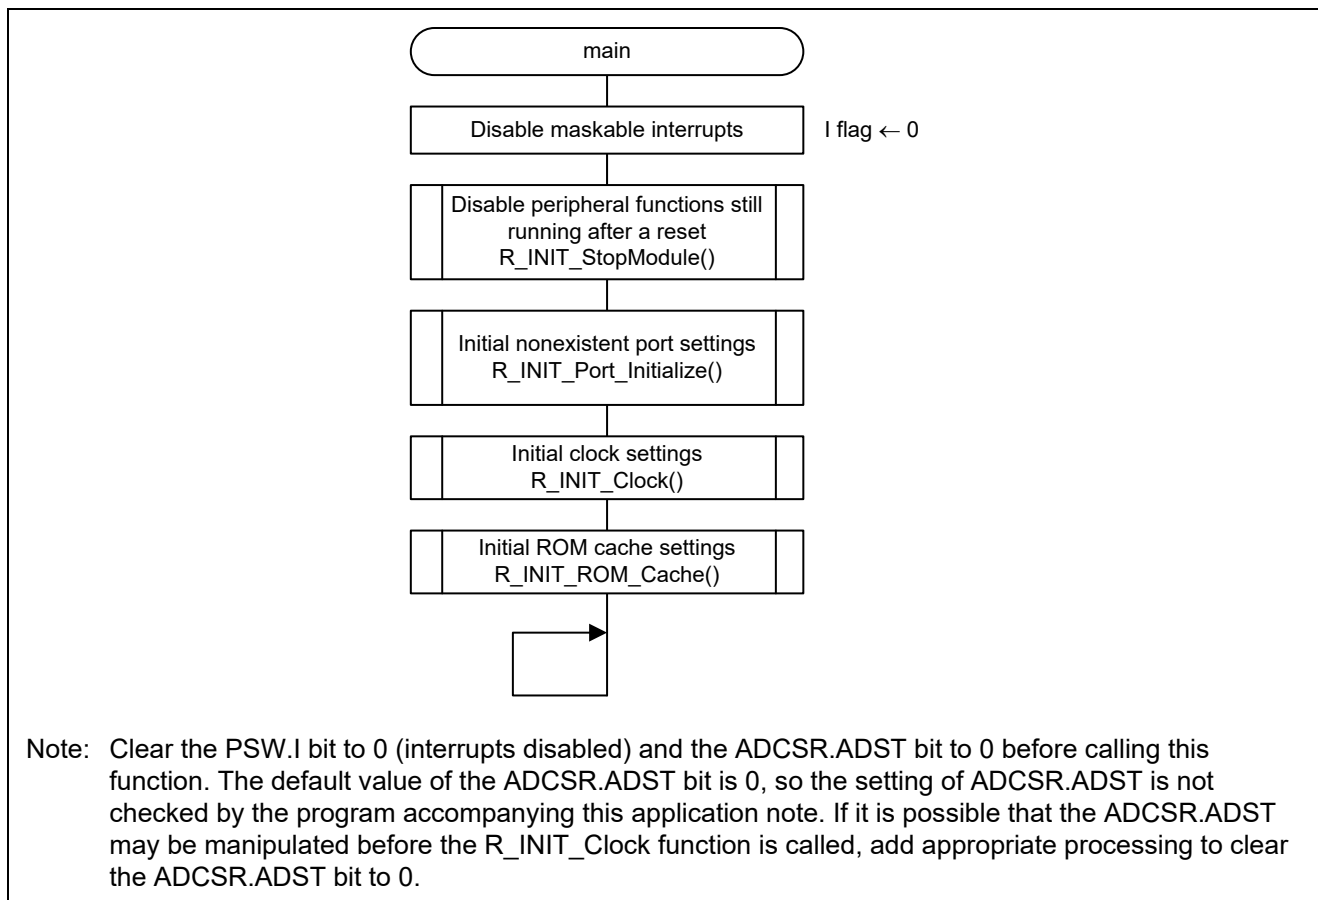 main
Disable maskable interrupts
I flag ← 0
Disable peripheral functions still
running after a reset
R_INIT_StopModule()
Initial nonexistent port settings
R_INIT_Port_Initialize()
Initial clock settings
R_INIT_Clock()
Initial ROM cache settings
R_INIT_ROM_Cache()
Note: Clear the PSW.I bit to 0 (interrupts disabled) and the ADCSR.ADST bit to 0 before calling this
function. The default value of the ADCSR.ADST bit is 0, so the setting of ADCSR.ADST is not
checked by the program accompanying this application note. If it is possible that the ADCSR.ADST
may be manipulated before the R_INIT_Clock function is called, add appropriate processing to clear
the ADCSR.ADST bit to 0.